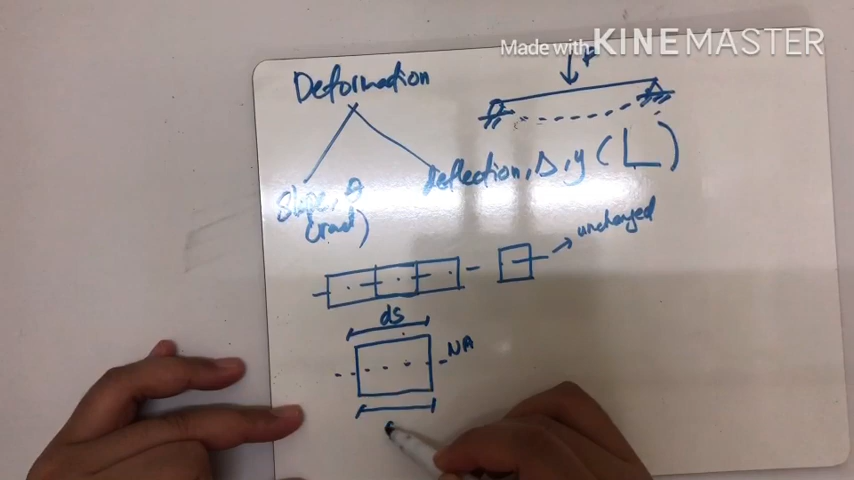 Made with KINEMASTER
Deformation
F
deflection, Δ, y (L)
Slope, θ
(rad)
unchanged
ds
NA